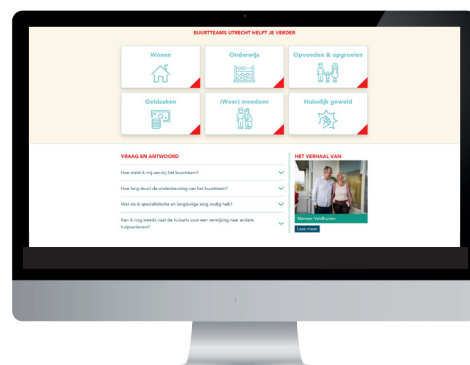 BUURTTEAMS UTRECHT HELPT JE VERDER
Wonen
Onderwijs
Opvoeden & opgroeien
Geldzaken
(Weer) meedoen
Huiselijk geweld
VRAAG EN ANTWOORD
Hoe meld ik mij aan bij het buurtteam?
Hoe lang duurt de ondersteuning van het buurtteam?
Wat als ik specialistische en langdurige zorg nodig heb?
Kan ik nog steeds naar de huisarts voor een verwijzing naar andere
hulpverleners?
HET VERHAAL VAN
Meneer Veldhuizen
Lees meer